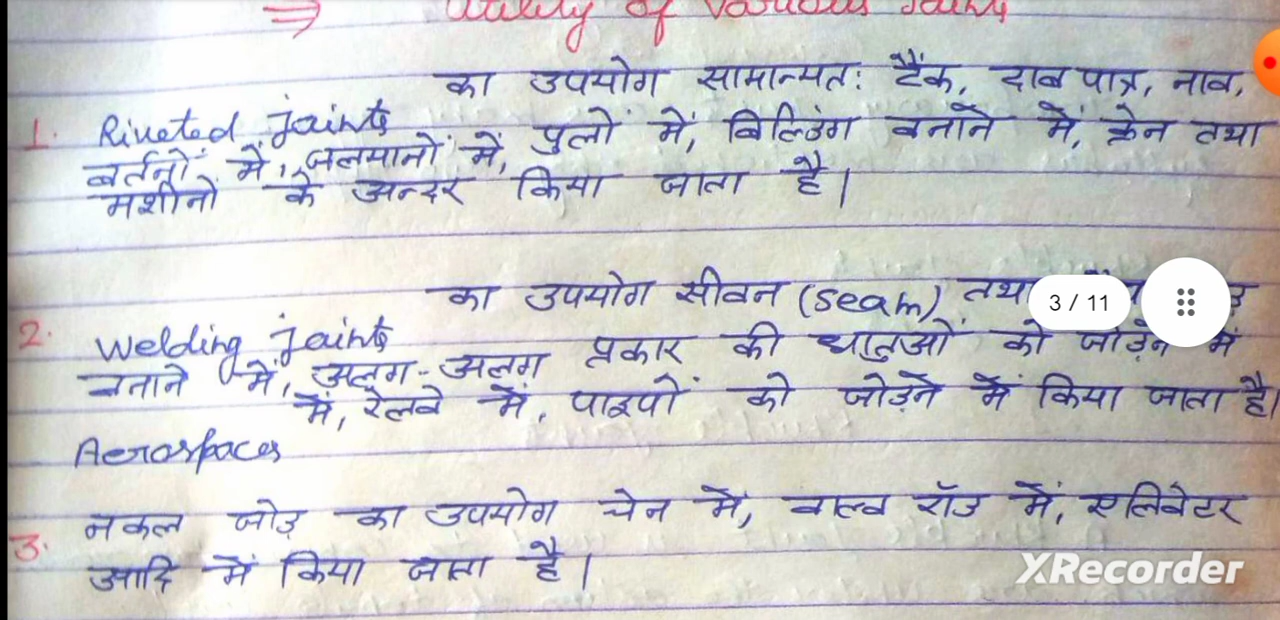 ⇒ Utility of various Joints
1. Riveted joints का उपयोग सामान्यत: टैंक, दाब पात्र, नाव,
बर्तनों में, जलयानों में, पुलों में, बिल्डिंग बनाने में, क्रेन तथा
मशीनों के अन्दर किया जाता है।
2. Welding joints का उपयोग सीवन (seam) तथा
बनाने में, अलग-अलग प्रकार की धातुओं को जोड़ने में
Aerospaces में, रेलवे में, पाइपों को जोड़ने में किया जाता है।
3. नकल जोड़ का उपयोग चेन में, वाल्व रॉड में, एलिवेटर
आदि में किया जाता है।
3 / 11
XRecorder